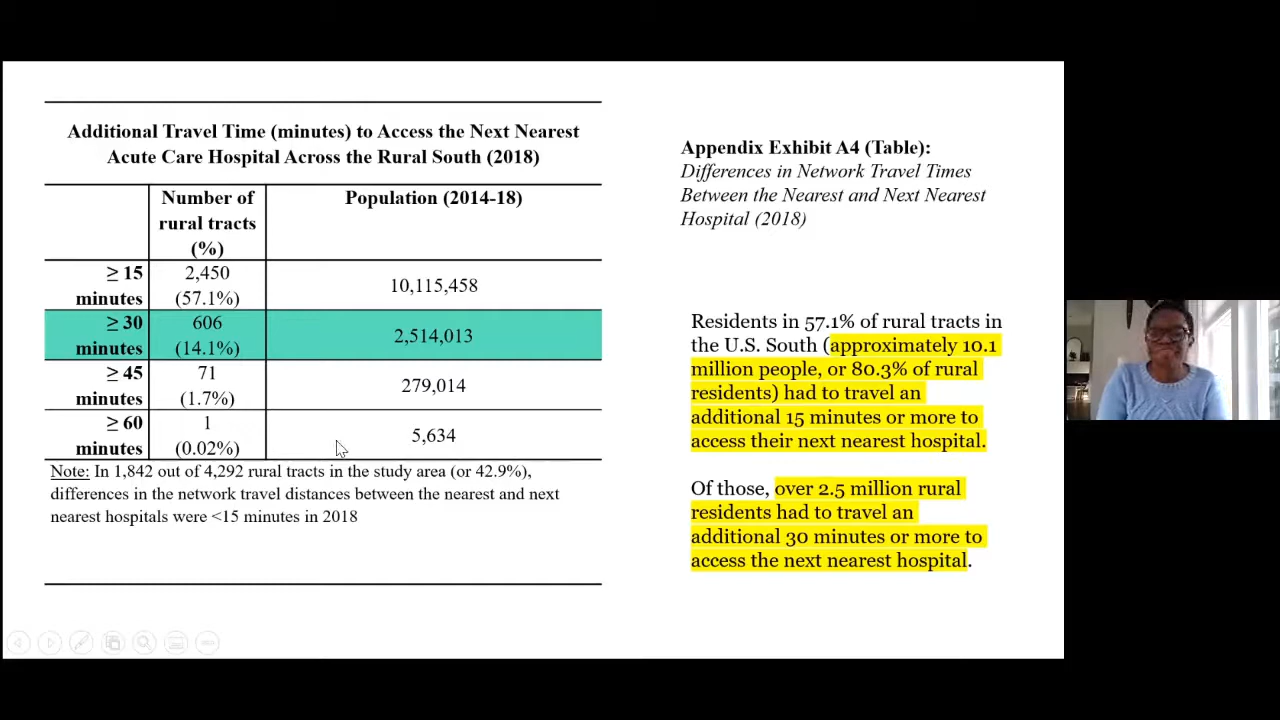 Additional Travel Time (minutes) to Access the Next Nearest
Acute Care Hospital Across the Rural South (2018)
Number of
rural tracts
(%)
Population (2014-18)
≥ 15
minutes
2,450
(57.1%)
10,115,458
≥ 30
minutes
606
(14.1%)
2,514,013
≥ 45
minutes
71
(1.7%)
279,014
≥ 60
minutes
1
(0.02%)
5,634
Note: In 1,842 out of 4,292 rural tracts in the study area (or 42.9%),
differences in the network travel distances between the nearest and next
nearest hospitals were <15 minutes in 2018
Appendix Exhibit A4 (Table):
Differences in Network Travel Times
Between the Nearest and Next Nearest
Hospital (2018)
Residents in 57.1% of rural tracts in
the U.S. South (approximately 10.1
million people, or 80.3% of rural
residents) had to travel an
additional 15 minutes or more to
access their next nearest hospital.
Of those, over 2.5 million rural
residents had to travel an
additional 30 minutes or more to
access the next nearest hospital.